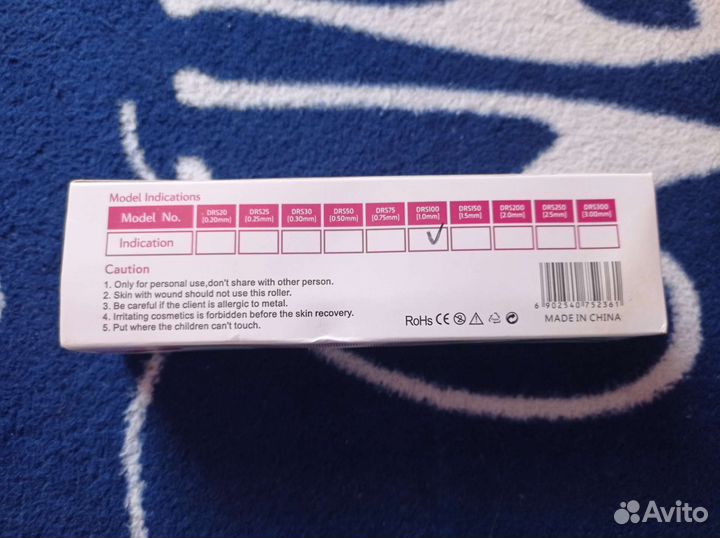 Model Indications
Model No. DRS20 DRS25 DRS30 DRS50 DRS75 DRS100 DRS150 DRS200 DRS250 DRS300
[0.20mm] [0.25mm] [0.30mm] [0.50mm] [0.75mm] [1.0mm] [1.5mm] [2.0mm] [2.5mm] [3.00mm]
Indication
Caution
1. Only for personal use,don't share with other person.
2. Skin with wound should not use this roller.
3. Be careful if the client is allergic to metal.
4. Irritating cosmetics is forbidden before the skin recovery.
5. Put where the children can't touch.
RoHs CE
6 902540 752361
MADE IN CHINA
Avito